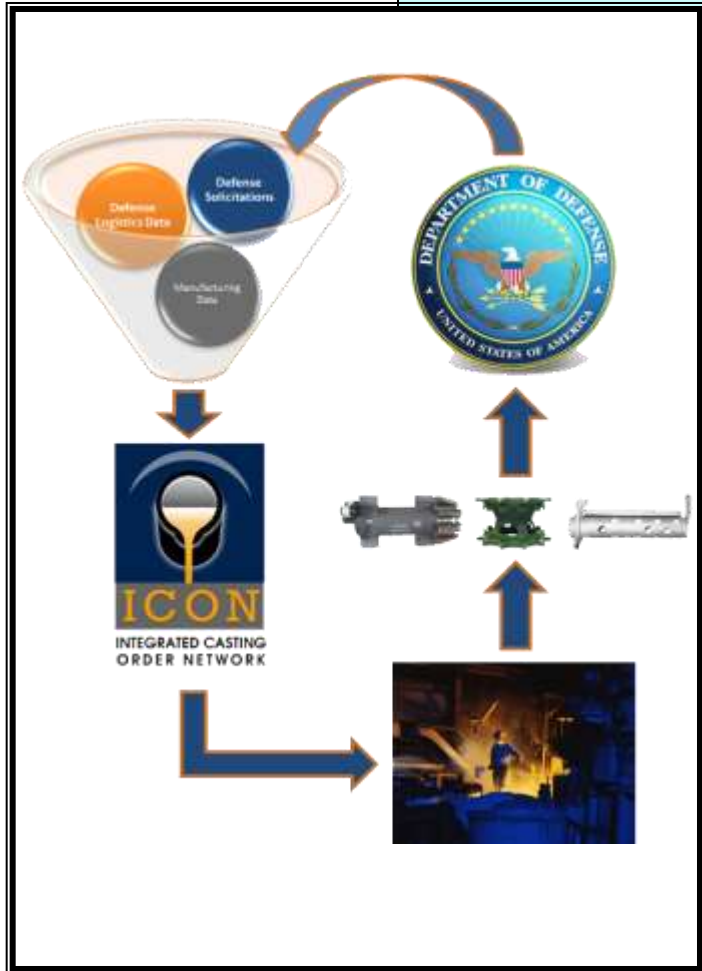 Defense
Solicitations
Defense
Logistics Data
Manufacturing
Data
DEPARTMENT OF DEFENSE
UNITED STATES OF AMERICA
ICON
INTEGRATED CASTING
ORDER NETWORK